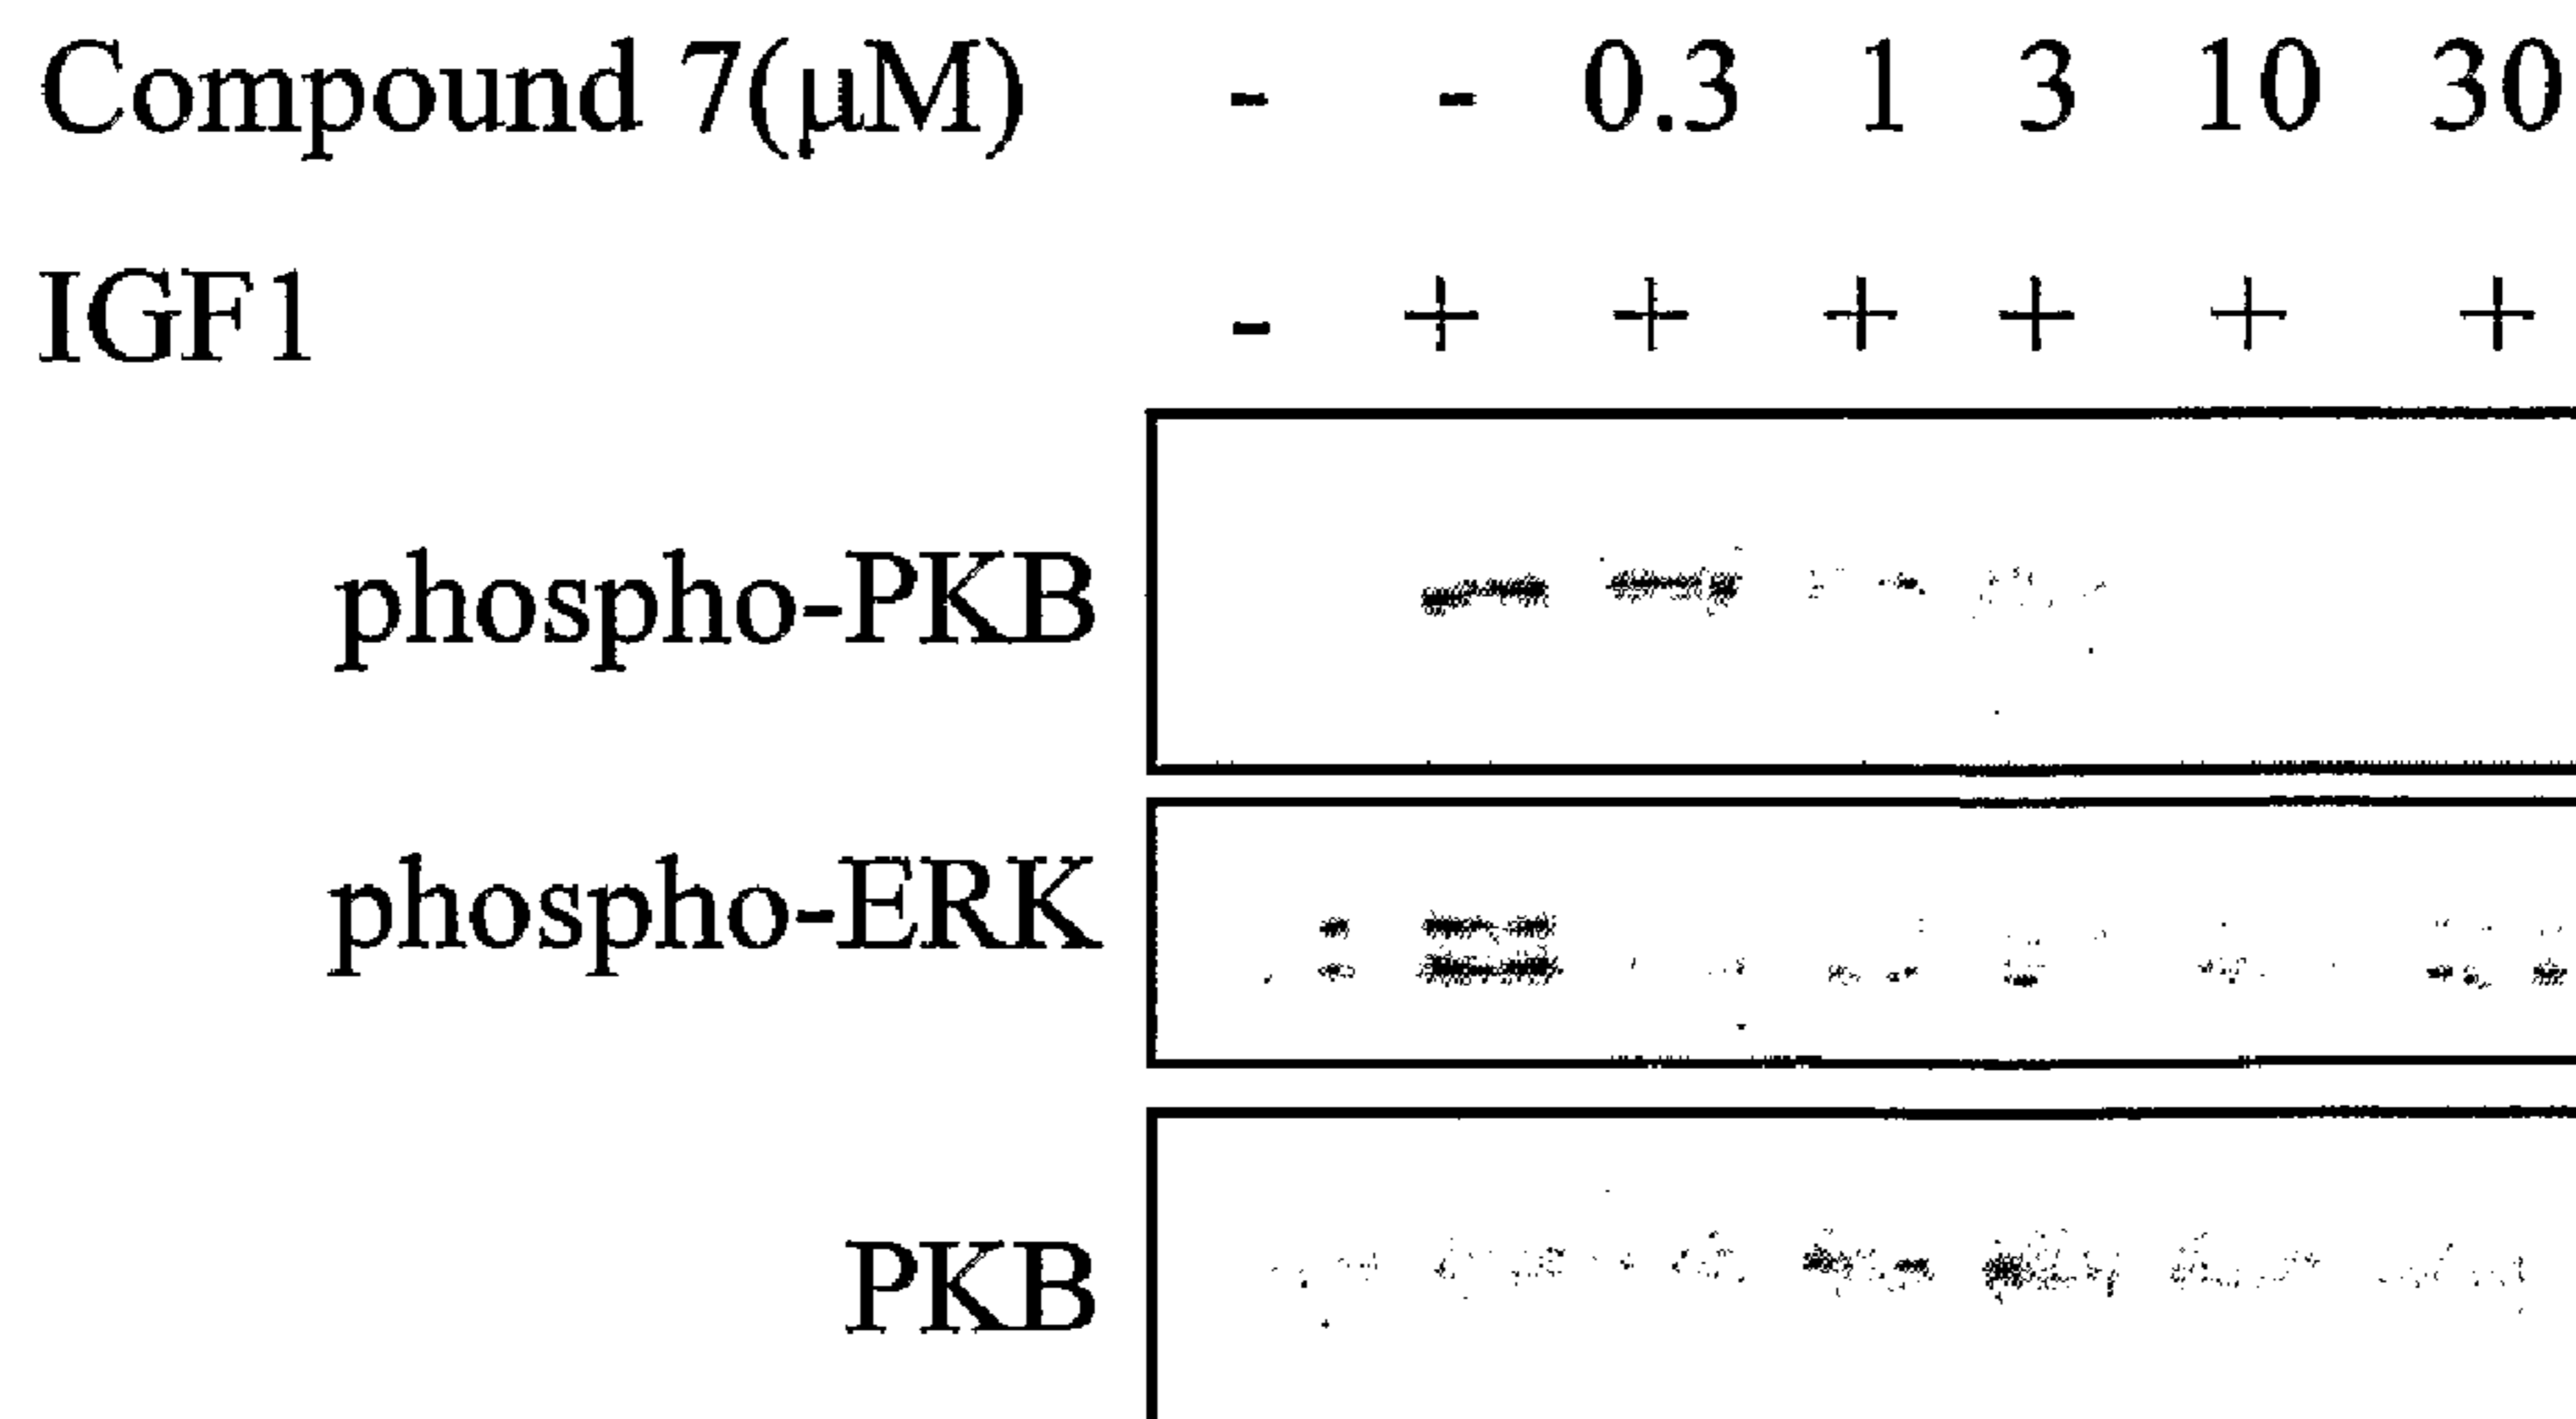 Compound 7(μM) - - 0.3 1 3 10 30
IGF1 - + + + + + +
phospho-PKB
phospho-ERK
PKB